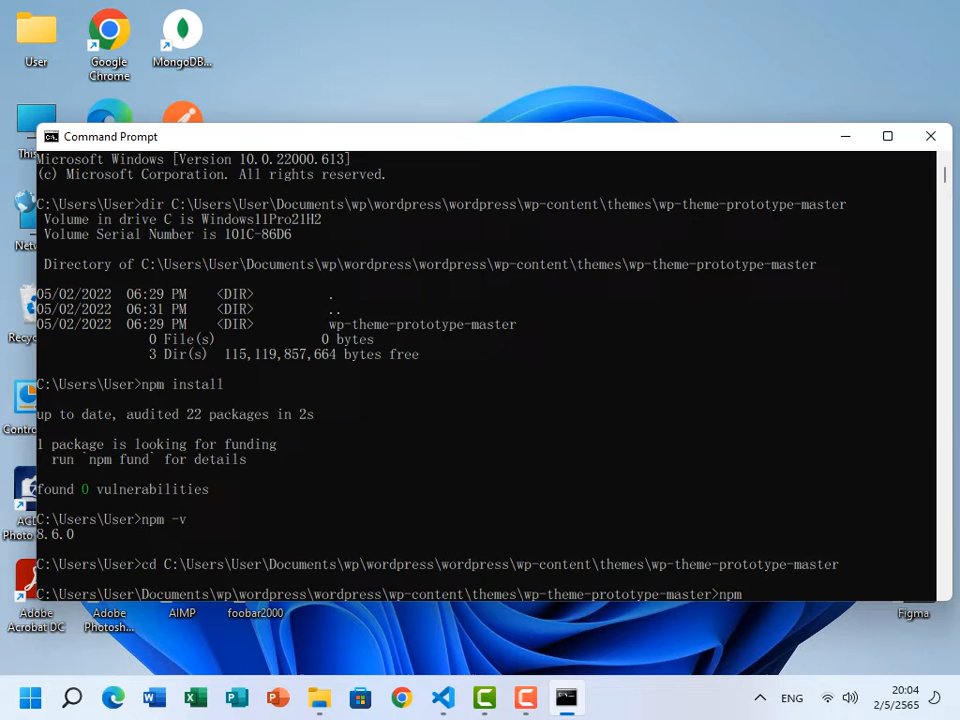 User
Google
Chrome
MongoDB...
Command Prompt
Microsoft Windows [Version 10.0.22000.613]
(c) Microsoft Corporation. All rights reserved.
C:\Users\User>dir C:\Users\User\Documents\wp\wordpress\wordpress\wp-content\themes\wp-theme-prototype-master
Volume in drive C is Windows11Pro21H2
Volume Serial Number is 101C-86D6
Directory of C:\Users\User\Documents\wp\wordpress\wordpress\wp-content\themes\wp-theme-prototype-master
05/02/2022 06:29 PM <DIR> .
05/02/2022 06:31 PM <DIR> ..
05/02/2022 06:29 PM <DIR> wp-theme-prototype-master
0 File(s) 0 bytes
3 Dir(s) 115,119,857,664 bytes free
C:\Users\User>npm install
up to date, audited 22 packages in 2s
1 package is looking for funding
run `npm fund` for details
found 0 vulnerabilities
C:\Users\User>npm -v
8.6.0
C:\Users\User>cd C:\Users\User\Documents\wp\wordpress\wordpress\wp-content\themes\wp-theme-prototype-master
C:\Users\User\Documents\wp\wordpress\wordpress\wp-content\themes\wp-theme-prototype-master>npm
Adobe
Acrobat DC
Adobe
Photosh...
AIMP
foobar2000
Figma
ENG
20:04
2/5/2565